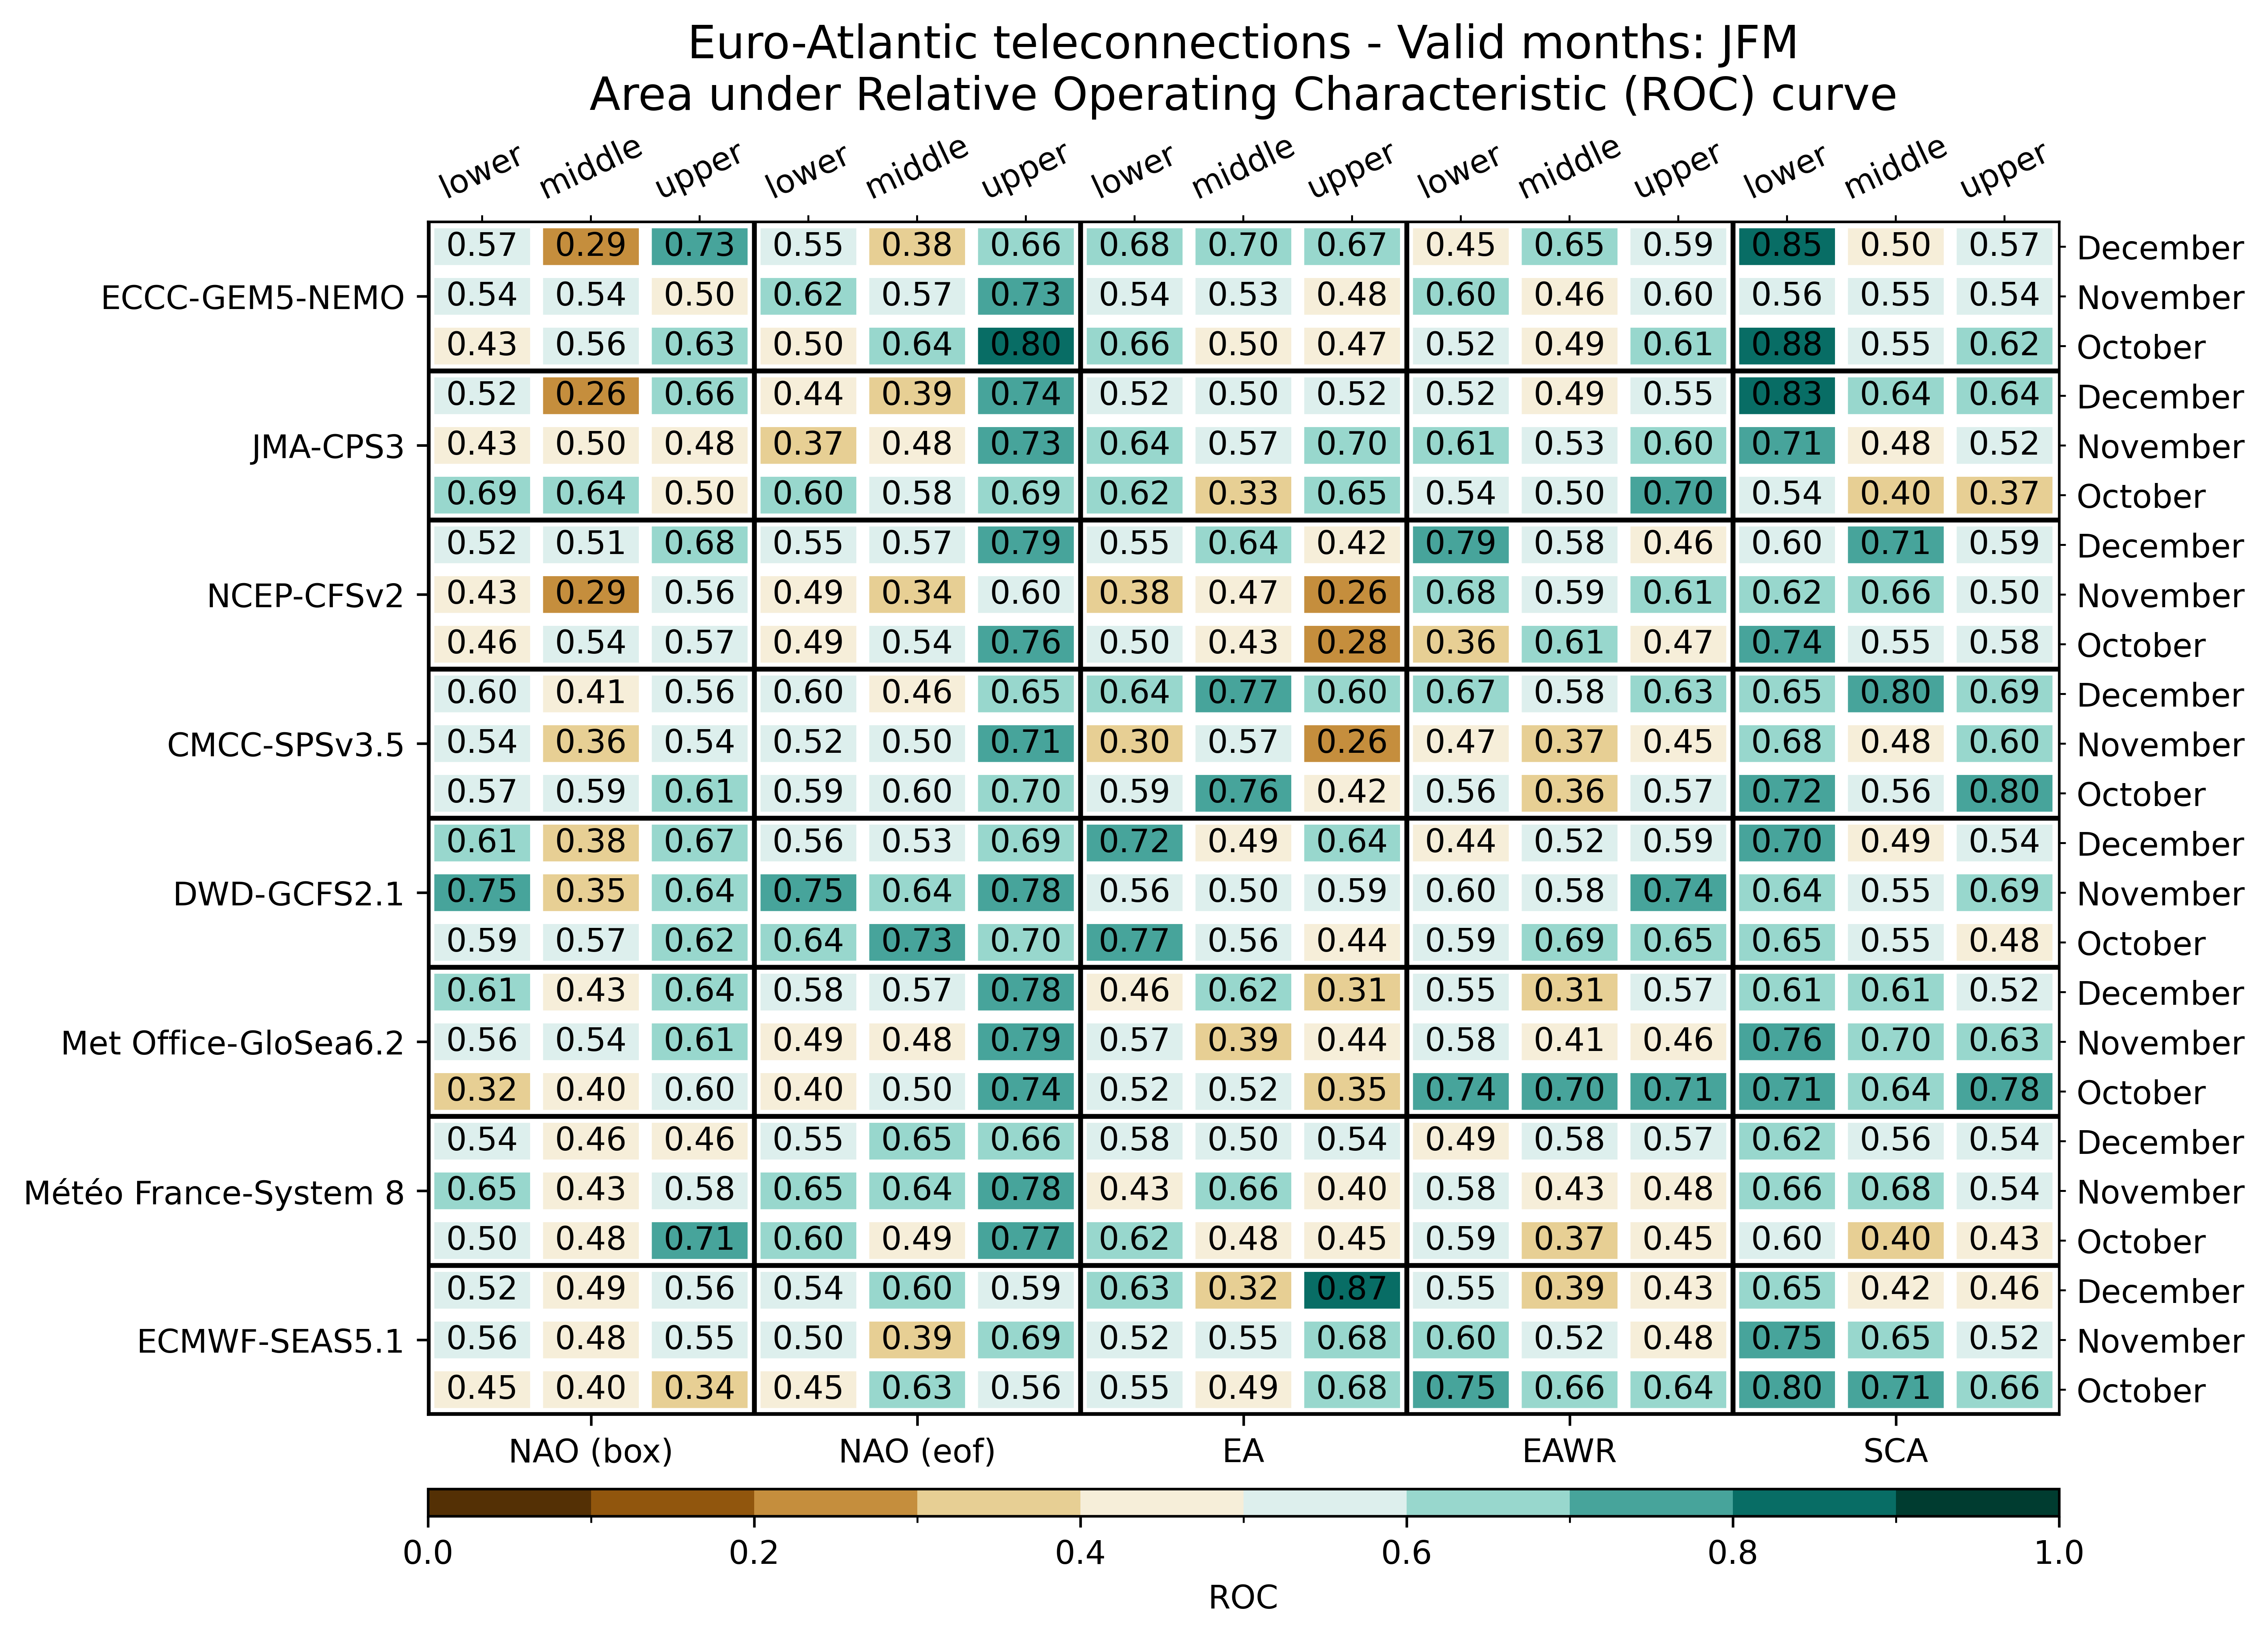 Euro-Atlantic teleconnections - Valid months: JFM
Area under Relative Operating Characteristic (ROC) curve
lower middle upper lower middle upper lower middle upper lower middle upper lower middle upper
0.57 0.29 0.73 0.55 0.38 0.66 0.68 0.70 0.67 0.45 0.65 0.59 0.85 0.50 0.57 December
ECCC-GEM5-NEMO 0.54 0.54 0.50 0.62 0.57 0.73 0.54 0.53 0.48 0.60 0.46 0.60 0.56 0.55 0.54 November
0.43 0.56 0.63 0.50 0.64 0.80 0.66 0.50 0.47 0.52 0.49 0.61 0.88 0.55 0.62 October
0.52 0.26 0.66 0.44 0.39 0.74 0.52 0.50 0.52 0.52 0.49 0.55 0.83 0.64 0.64 December
JMA-CPS3 0.43 0.50 0.48 0.37 0.48 0.73 0.64 0.57 0.70 0.61 0.53 0.60 0.71 0.48 0.52 November
0.69 0.64 0.50 0.60 0.58 0.69 0.62 0.33 0.65 0.54 0.50 0.70 0.54 0.40 0.37 October
0.52 0.51 0.68 0.55 0.57 0.79 0.55 0.64 0.42 0.79 0.58 0.46 0.60 0.71 0.59 December
NCEP-CFSv2 0.43 0.29 0.56 0.49 0.34 0.60 0.38 0.47 0.26 0.68 0.59 0.61 0.62 0.66 0.50 November
0.46 0.54 0.57 0.49 0.54 0.76 0.50 0.43 0.28 0.36 0.61 0.47 0.74 0.55 0.58 October
0.60 0.41 0.56 0.60 0.46 0.65 0.64 0.77 0.60 0.67 0.58 0.63 0.65 0.80 0.69 December
CMCC-SPSv3.5 0.54 0.36 0.54 0.52 0.50 0.71 0.30 0.57 0.26 0.47 0.37 0.45 0.68 0.48 0.60 November
0.57 0.59 0.61 0.59 0.60 0.70 0.59 0.76 0.42 0.56 0.36 0.57 0.72 0.56 0.80 October
0.61 0.38 0.67 0.56 0.53 0.69 0.72 0.49 0.64 0.44 0.52 0.59 0.70 0.49 0.54 December
DWD-GCFS2.1 0.75 0.35 0.64 0.75 0.64 0.78 0.56 0.50 0.59 0.60 0.58 0.74 0.64 0.55 0.69 November
0.59 0.57 0.62 0.64 0.73 0.70 0.77 0.56 0.44 0.59 0.69 0.65 0.65 0.55 0.48 October
0.61 0.43 0.64 0.58 0.57 0.78 0.46 0.62 0.31 0.55 0.31 0.57 0.61 0.61 0.52 December
Met Office-GloSea6.2 0.56 0.54 0.61 0.49 0.48 0.79 0.57 0.39 0.44 0.58 0.41 0.46 0.76 0.70 0.63 November
0.32 0.40 0.60 0.40 0.50 0.74 0.52 0.52 0.35 0.74 0.70 0.71 0.71 0.64 0.78 October
0.54 0.46 0.46 0.55 0.65 0.66 0.58 0.50 0.54 0.49 0.58 0.57 0.62 0.56 0.54 December
Météo France-System 8 0.65 0.43 0.58 0.65 0.64 0.78 0.43 0.66 0.40 0.58 0.43 0.48 0.66 0.68 0.54 November
0.50 0.48 0.71 0.60 0.49 0.77 0.62 0.48 0.45 0.59 0.37 0.45 0.60 0.40 0.43 October
0.52 0.49 0.56 0.54 0.60 0.59 0.63 0.32 0.87 0.55 0.39 0.43 0.65 0.42 0.46 December
ECMWF-SEAS5.1 0.56 0.48 0.55 0.50 0.39 0.69 0.52 0.55 0.68 0.60 0.52 0.48 0.75 0.65 0.52 November
0.45 0.40 0.34 0.45 0.63 0.56 0.55 0.49 0.68 0.75 0.66 0.64 0.80 0.71 0.66 October
NAO (box) NAO (eof) EA EAWR SCA
0.0 0.2 0.4 0.6 0.8 1.0
ROC